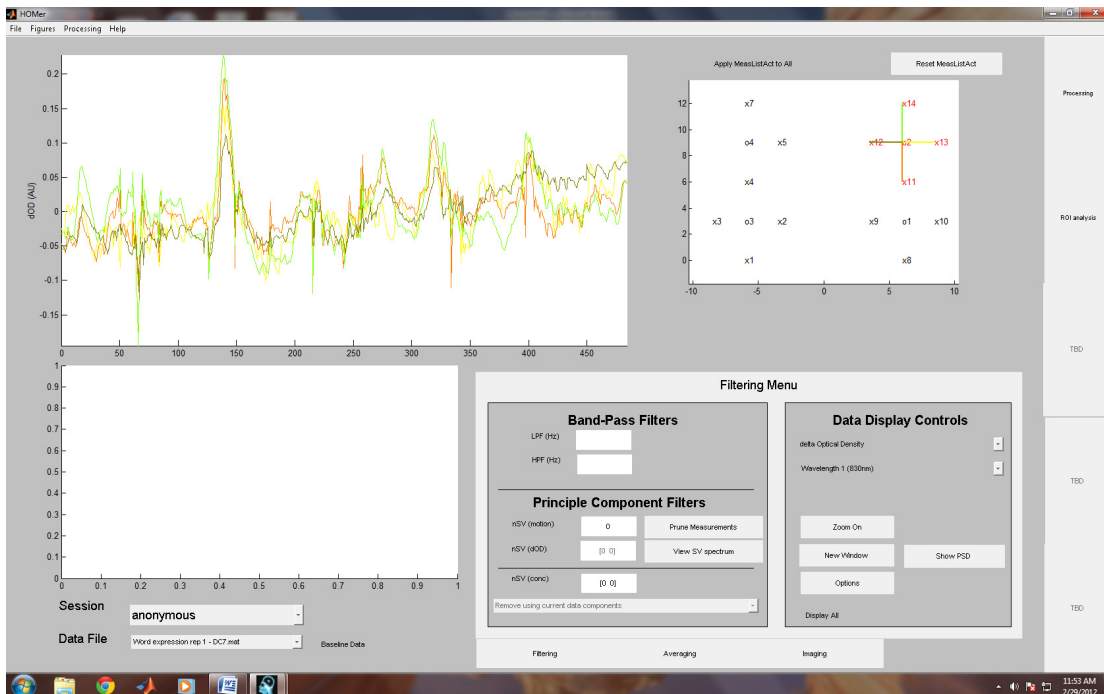 HOMer
File Figures Processing Help
0.2
0.15
0.1
0.05
0
-0.05
-0.1
-0.15
dOD (AU)
0 50 100 150 200 250 300 350 400 450
Apply MeasListAct to All
Reset MeasListAct
12
10
8
6
4
2
0
-10 -5 0 5 10
x7 x14
o4 x5 x12 o2 x13
x4 x11
x3 o3 x2 x9 o1 x10
x1 x8
Processing
ROI analysis
TBD
TBD
TBD
1
0.9
0.8
0.7
0.6
0.5
0.4
0.3
0.2
0.1
0
0 0.1 0.2 0.3 0.4 0.5 0.6 0.7 0.8 0.9 1
Session
anonymous
Data File
Word expression rep 1 - DC7.mat
Baseline Data
Filtering Menu
Band-Pass Filters
LPF (Hz)
HPF (Hz)
Principle Component Filters
nSV (motion) 0 Prune Measurements
nSV (dOD) [0 0] View SV spectrum
nSV (conc) [0 0]
Remove using current data components
Data Display Controls
delta Optical Density
Wavelength 1 (830nm)
Zoom On
New Window
Show PSD
Options
Display All
Filtering Averaging Imaging
11:53 AM
2/29/2012